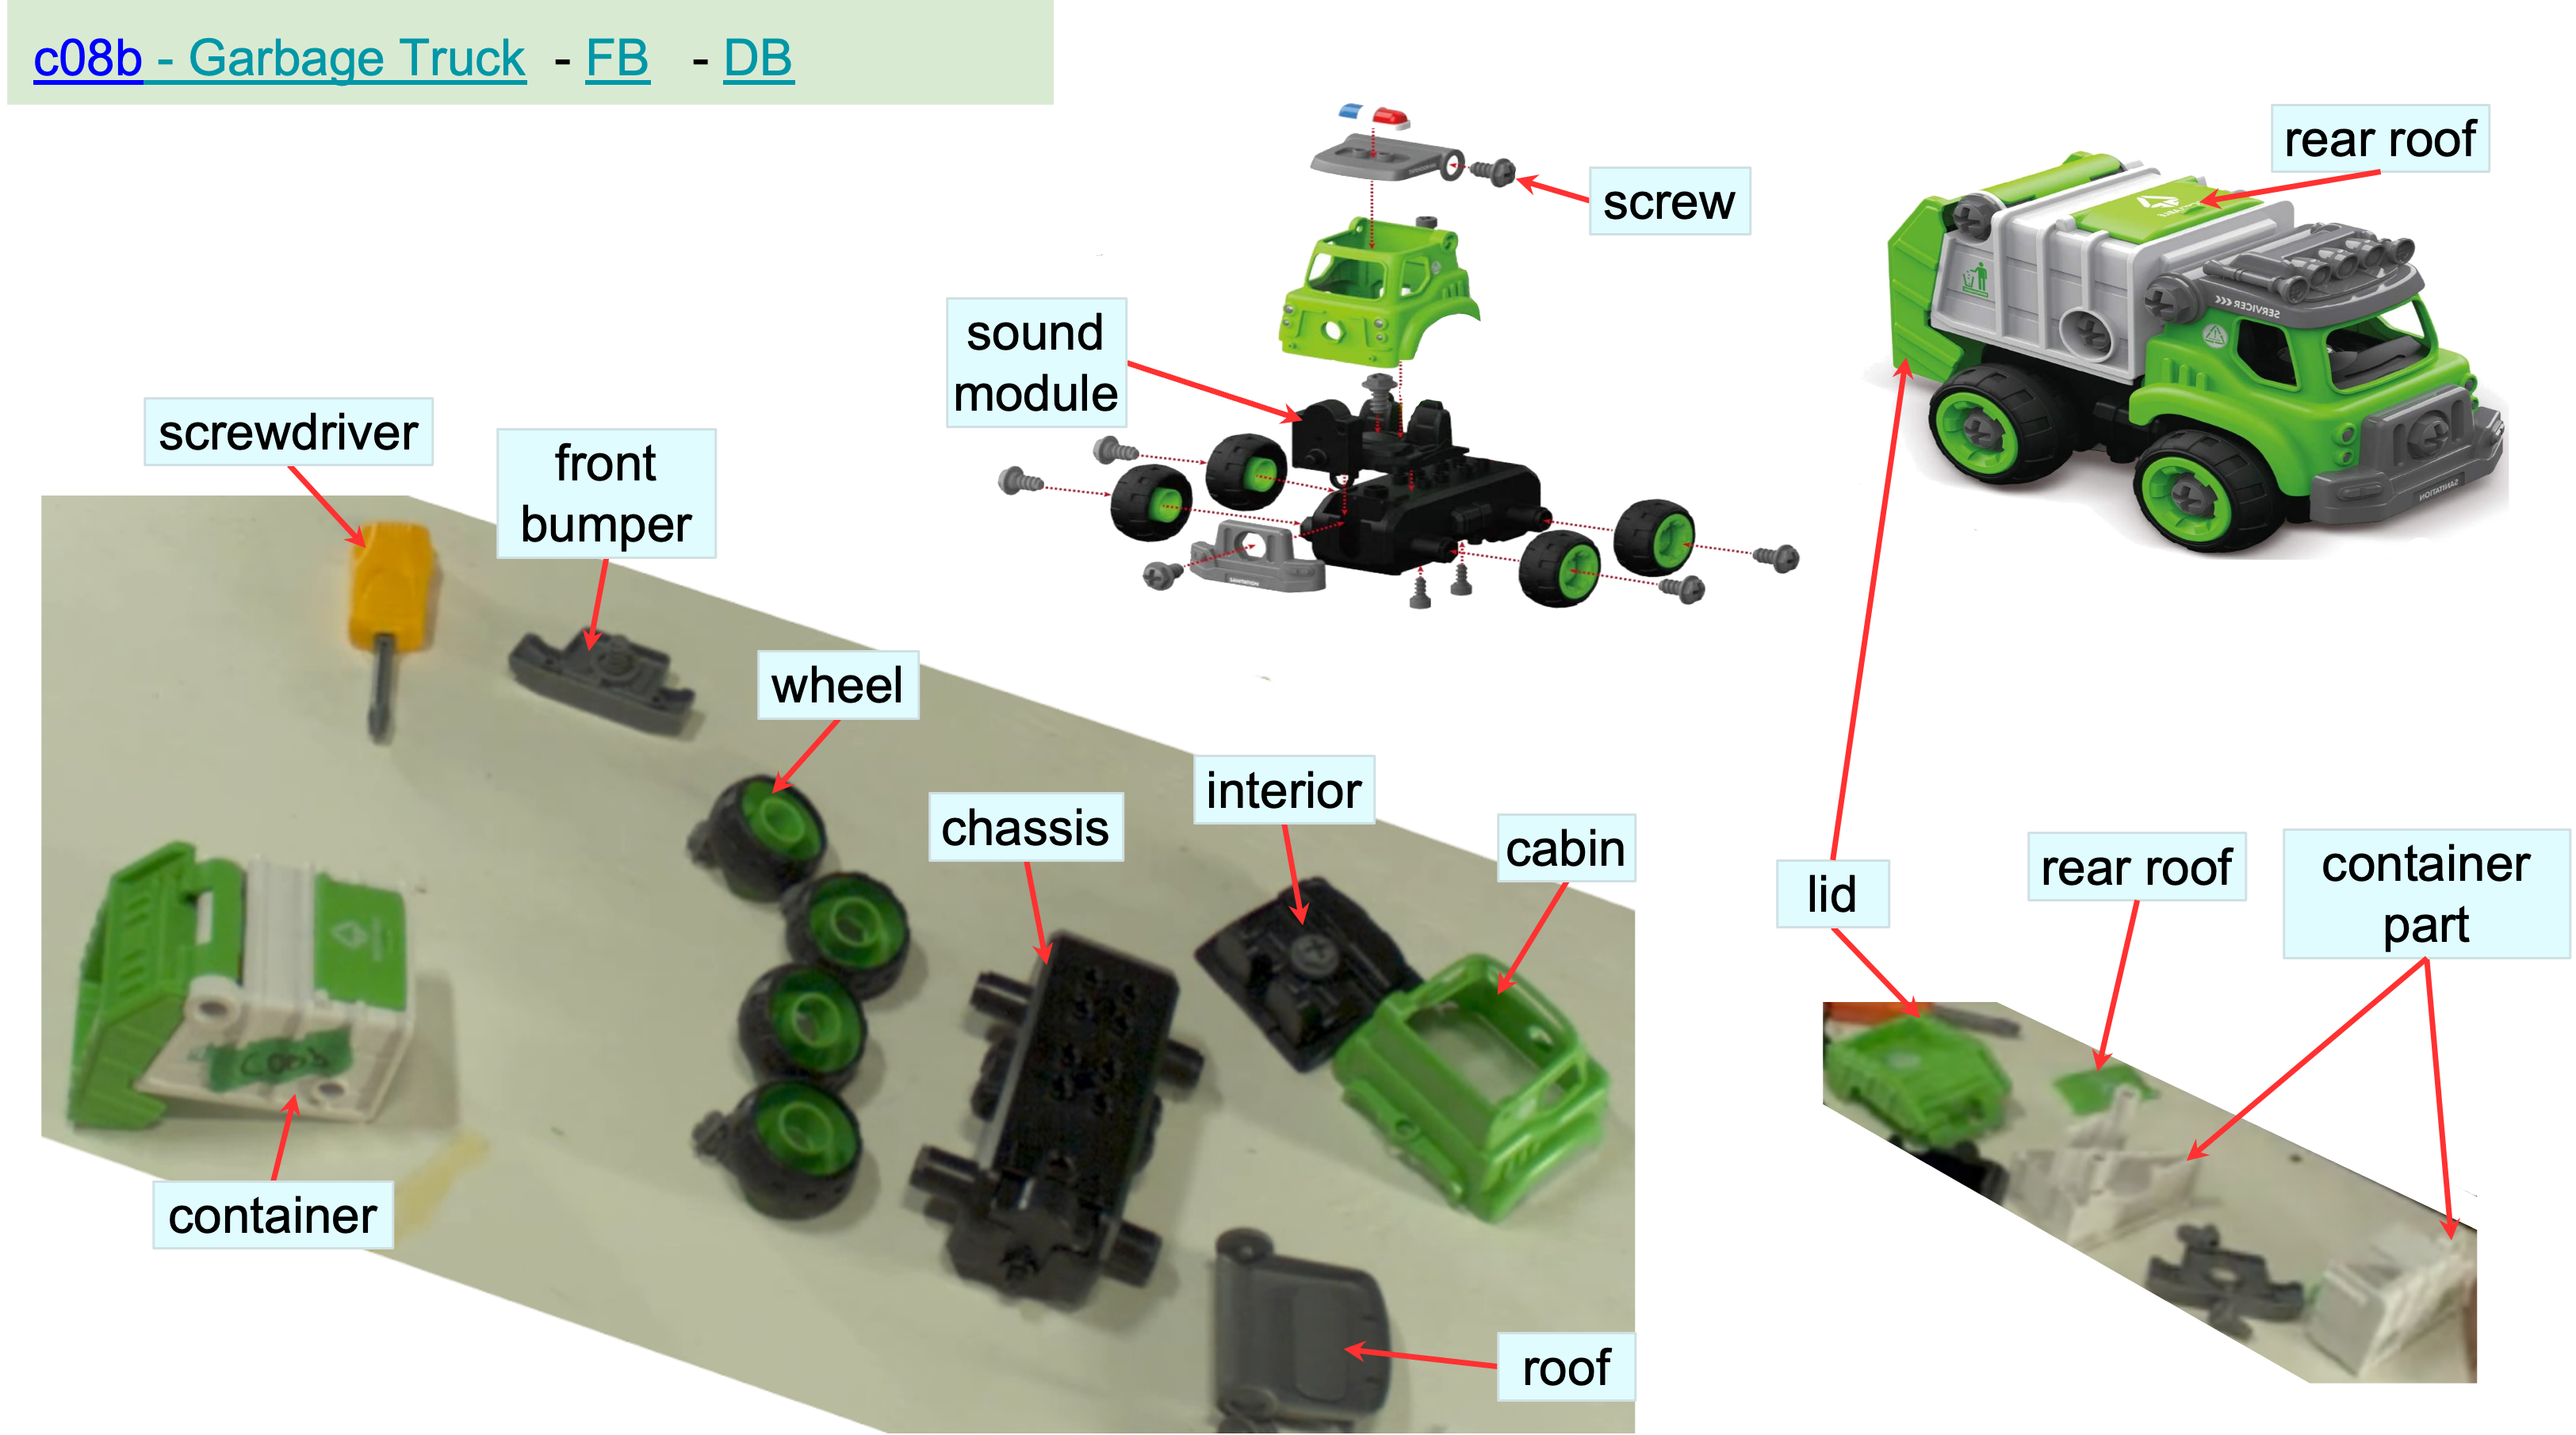 c08b - Garbage Truck - FB - DB
rear roof
screw
sound
module
SERVICER
SANITATION
SANITATION
screwdriver
front
bumper
wheel
interior
chassis
cabin
lid
rear roof
container
part
container
roof